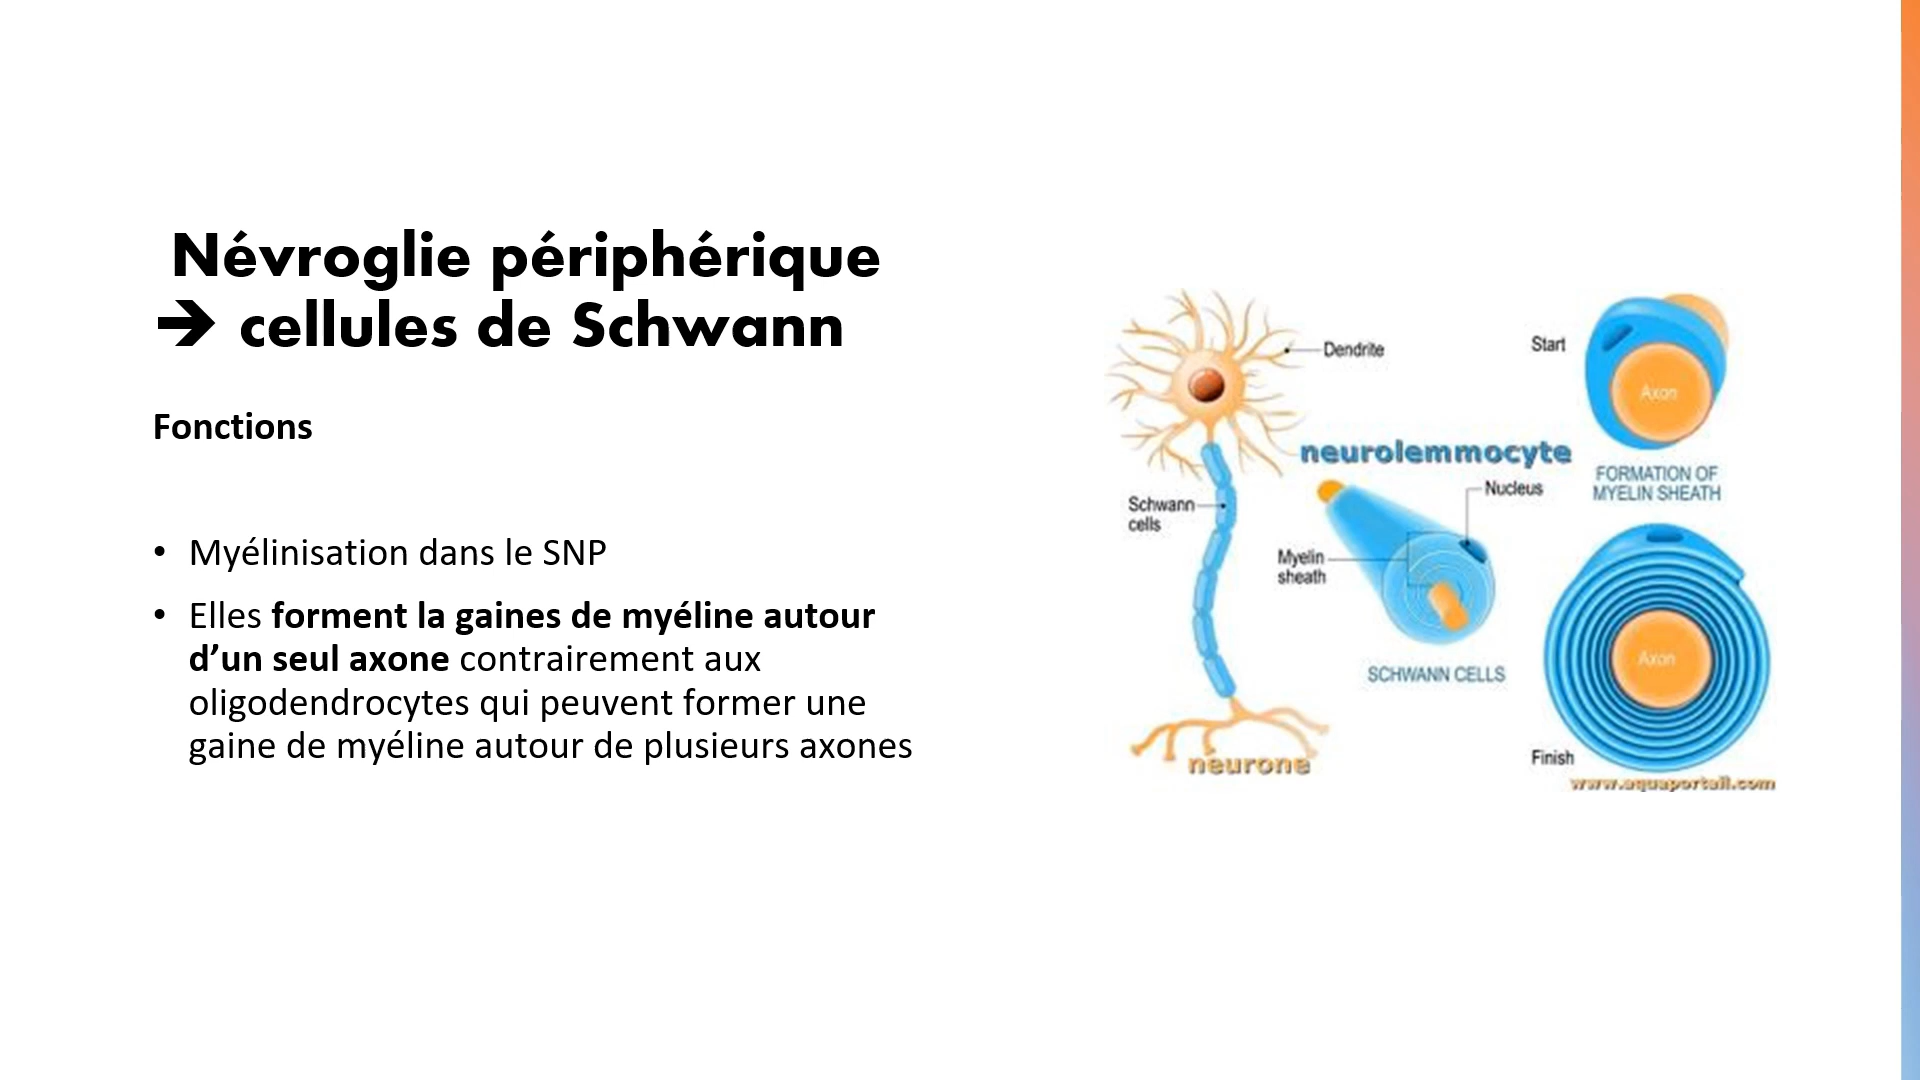 Névroglie périphérique
➔ cellules de Schwann
Fonctions
• Myélinisation dans le SNP
• Elles forment la gaines de myéline autour
d’un seul axone contrairement aux
oligodendrocytes qui peuvent former une
gaine de myéline autour de plusieurs axones
Dendrite
Schwann
cells
neurone
neurolemmocyte
Nucleus
Myelin
sheath
SCHWANN CELLS
Start
Axon
FORMATION OF
MYELIN SHEATH
Axon
Finish
www.aquaportail.com